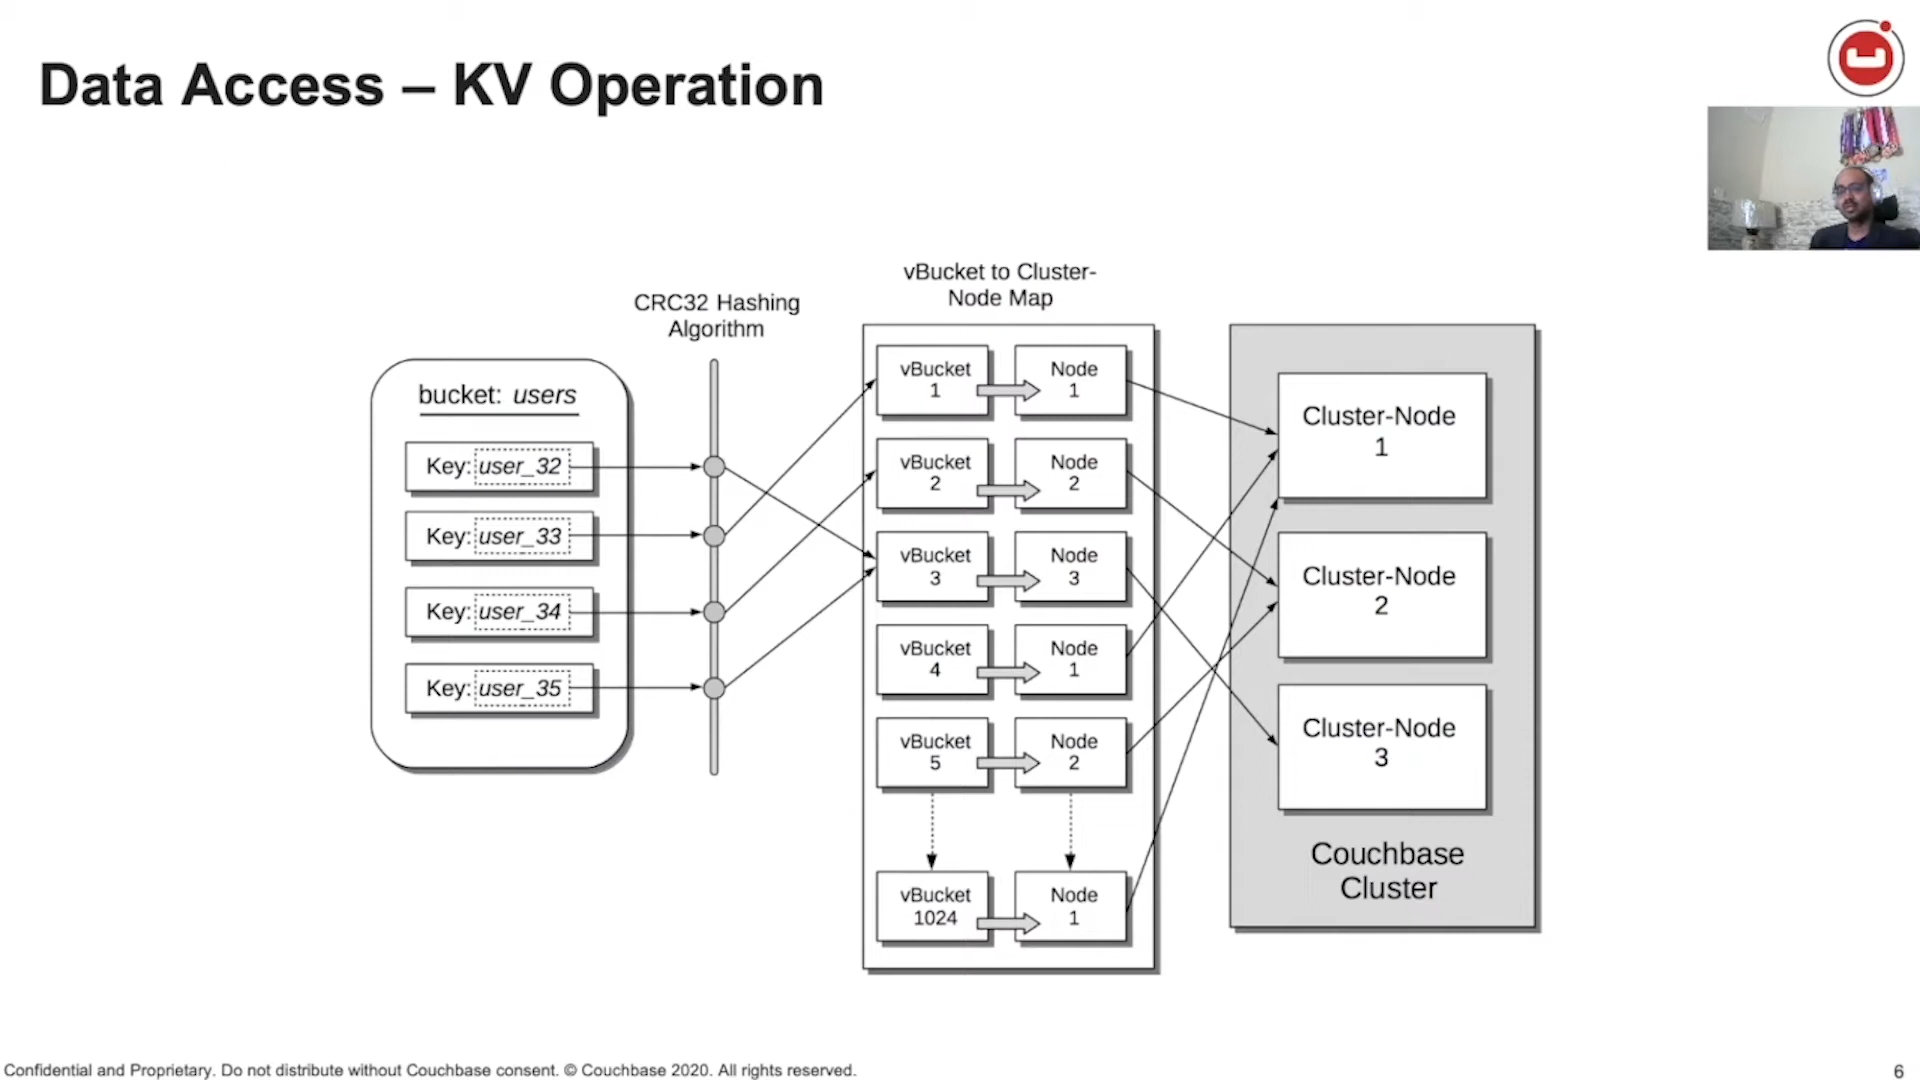 Data Access – KV Operation
vBucket to Cluster-
Node Map
CRC32 Hashing
Algorithm
bucket: users
Key: user_32
Key: user_33
Key: user_34
Key: user_35
vBucket
1
Node
1
vBucket
2
Node
2
vBucket
3
Node
3
vBucket
4
Node
1
vBucket
5
Node
2
vBucket
1024
Node
1
Cluster-Node
1
Cluster-Node
2
Cluster-Node
3
Couchbase
Cluster
Confidential and Proprietary. Do not distribute without Couchbase consent. © Couchbase 2020. All rights reserved.
6